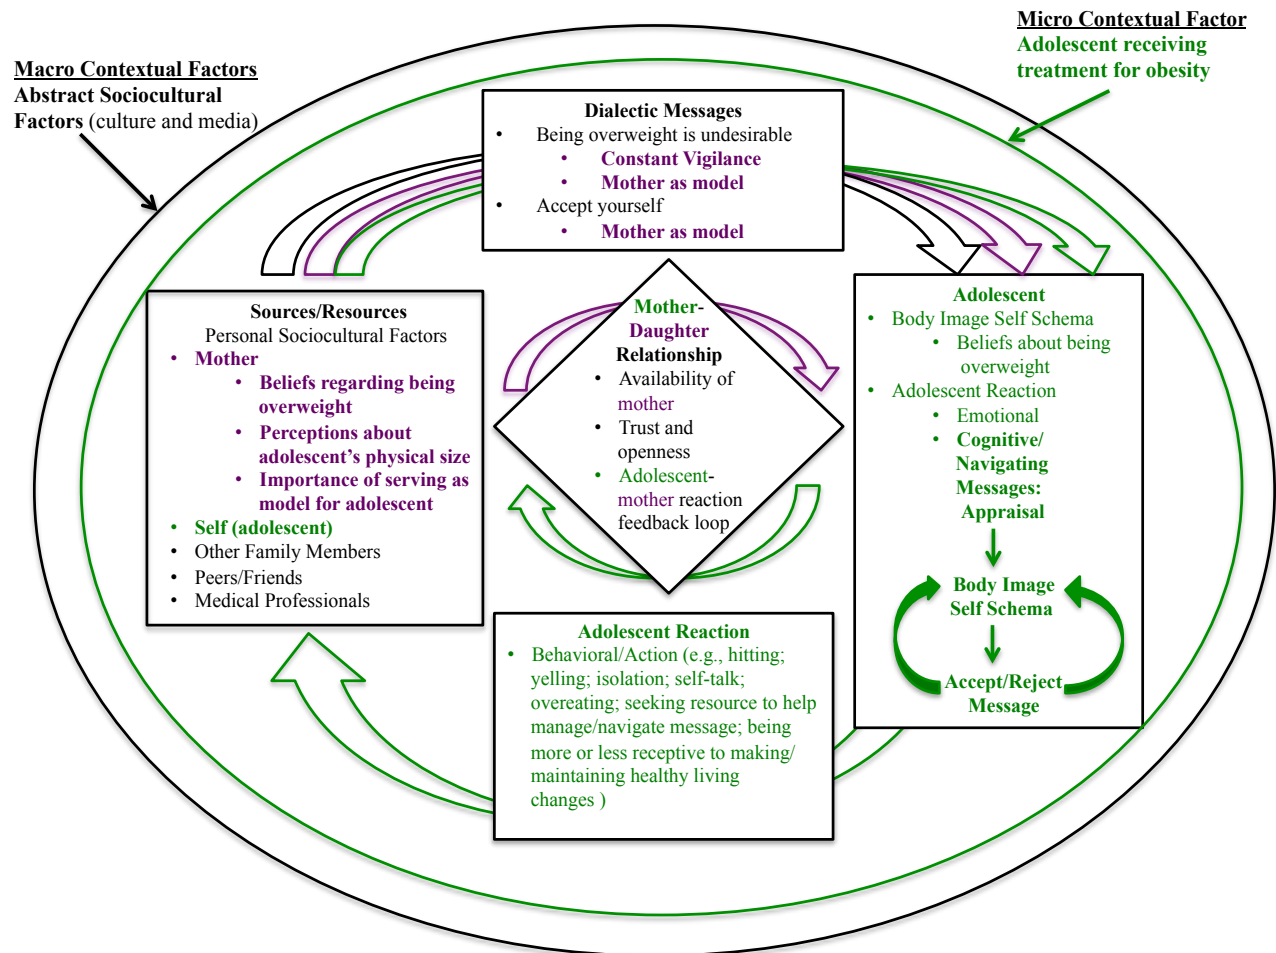 Macro Contextual Factors
Abstract Sociocultural
Factors (culture and media)
Micro Contextual Factor
Adolescent receiving
treatment for obesity
Dialectic Messages
• Being overweight is undesirable
• Constant Vigilance
• Mother as model
• Accept yourself
• Mother as model
Sources/Resources
Personal Sociocultural Factors
• Mother
• Beliefs regarding being
overweight
• Perceptions about
adolescent's physical size
• Importance of serving as
model for adolescent
• Self (adolescent)
• Other Family Members
• Peers/Friends
• Medical Professionals
Mother-
Daughter
Relationship
• Availability of
mother
• Trust and
openness
• Adolescent-
mother reaction
feedback loop
Adolescent
• Body Image Self Schema
• Beliefs about being
overweight
• Adolescent Reaction
• Emotional
• Cognitive/
Navigating
Messages:
Appraisal
Body Image
Self Schema
Accept/Reject
Message
Adolescent Reaction
• Behavioral/Action (e.g., hitting;
yelling; isolation; self-talk;
overeating; seeking resource to help
manage/navigate message; being
more or less receptive to making/
maintaining healthy living
changes )